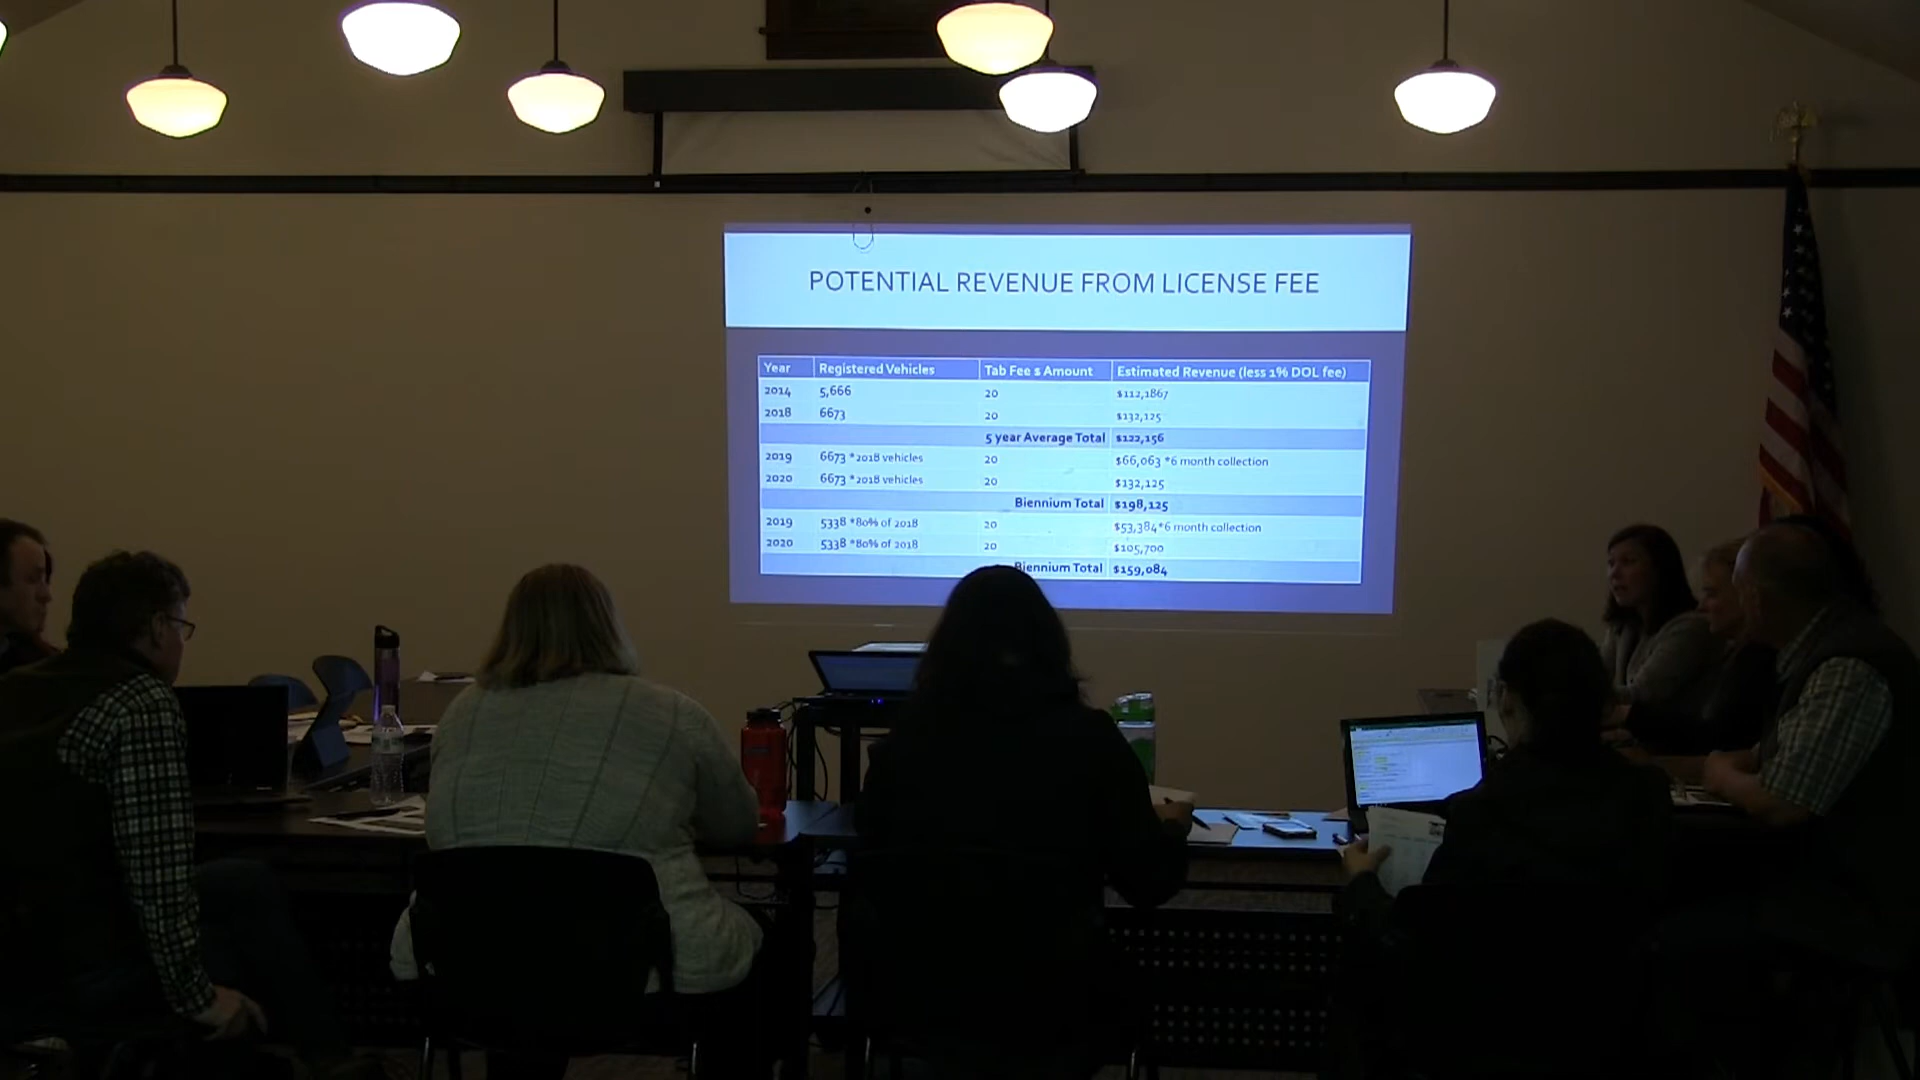 POTENTIAL REVENUE FROM LICENSE FEE
Year Registered Vehicles Tab Fee $ Amount Estimated Revenue (less 1% DOL fee)
2014 5,666 20 $112,1867
2018 6673 20 $132,125
5 year Average Total $122,156
2019 6673 *2018 vehicles 20 $66,063 *6 month collection
2020 6673 *2018 vehicles 20 $132,125
Biennium Total $198,125
2019 5338 *80% of 2018 20 $53,384*6 month collection
2020 5338 *80% of 2018 20 $105,700
Biennium Total $159,084